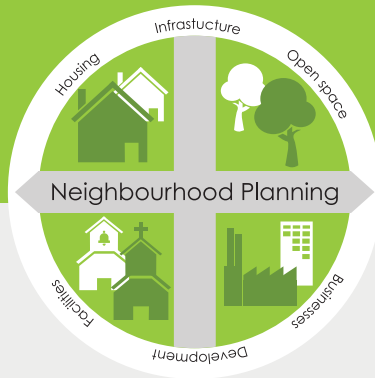 Infrastucture
Housing
Open space
Neighbourhood Planning
Facilities
Businesses
Development